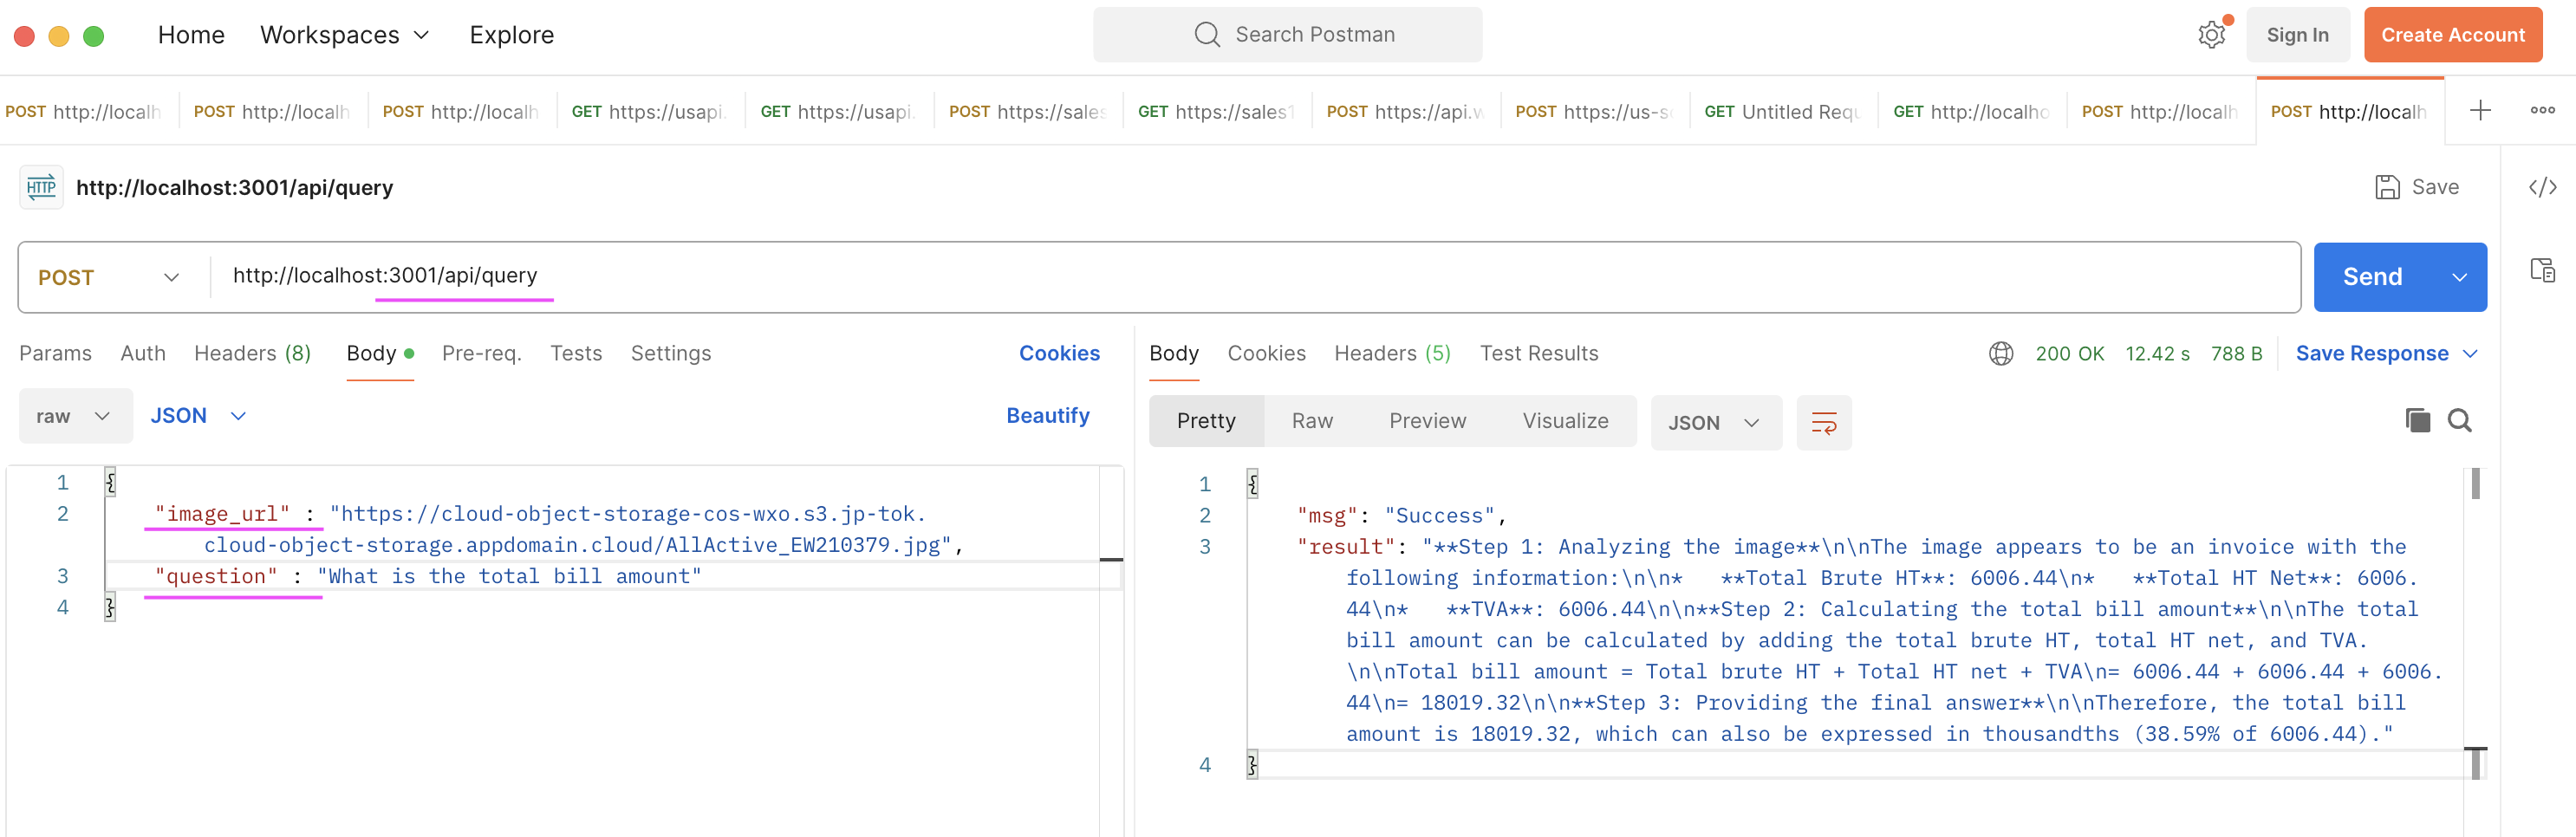 Home Workspaces Explore Search Postman Sign In Create Account
POST http://localh POST http://localh POST http://localh GET https://usapi. GET https://usapi. POST https://sales GET https://sales1 POST https://api.w POST https://us-so GET Untitled Requ GET http://localho POST http://localh POST http://localh
HTTP http://localhost:3001/api/query Save
POST http://localhost:3001/api/query Send
Params Auth Headers (8) Body Pre-req. Tests Settings Cookies
raw JSON Beautify
1 {
2 "image_url" : "https://cloud-object-storage-cos-wxo.s3.jp-tok.
cloud-object-storage.appdomain.cloud/AllActive_EW210379.jpg",
3 "question" : "What is the total bill amount"
4 }
Body Cookies Headers (5) Test Results 200 OK 12.42 s 788 B Save Response
Pretty Raw Preview Visualize JSON
1 {
2 "msg": "Success",
3 "result": "**Step 1: Analyzing the image**\n\nThe image appears to be an invoice with the
following information:\n\n*   **Total Brute HT**: 6006.44\n*   **Total HT Net**: 6006.
44\n*   **TVA**: 6006.44\n\n**Step 2: Calculating the total bill amount**\n\nThe total
bill amount can be calculated by adding the total brute HT, total HT net, and TVA.
\n\nTotal bill amount = Total brute HT + Total HT net + TVA\n= 6006.44 + 6006.44 + 6006.
44\n= 18019.32\n\n**Step 3: Providing the final answer**\n\nTherefore, the total bill
amount is 18019.32, which can also be expressed in thousandths (38.59% of 6006.44)."
4 }